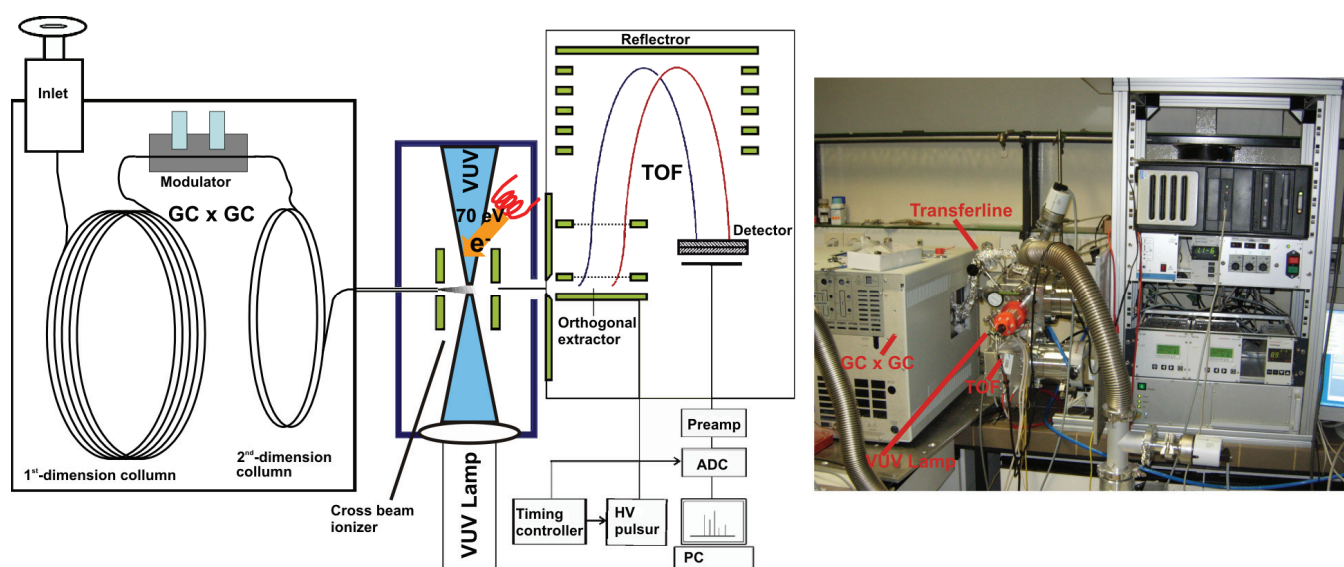 Inlet
Modulator
GC x GC
1st-dimension collumn
2nd-dimension
collumn
VUV
70 eV
e-
Cross beam
ionizer
VUV Lamp
Reflectror
TOF
Detector
Orthogonal
extractor
Preamp
ADC
Timing
controller
HV
pulsur
PC
Transferline
GC x GC
TOF
VUV Lamp